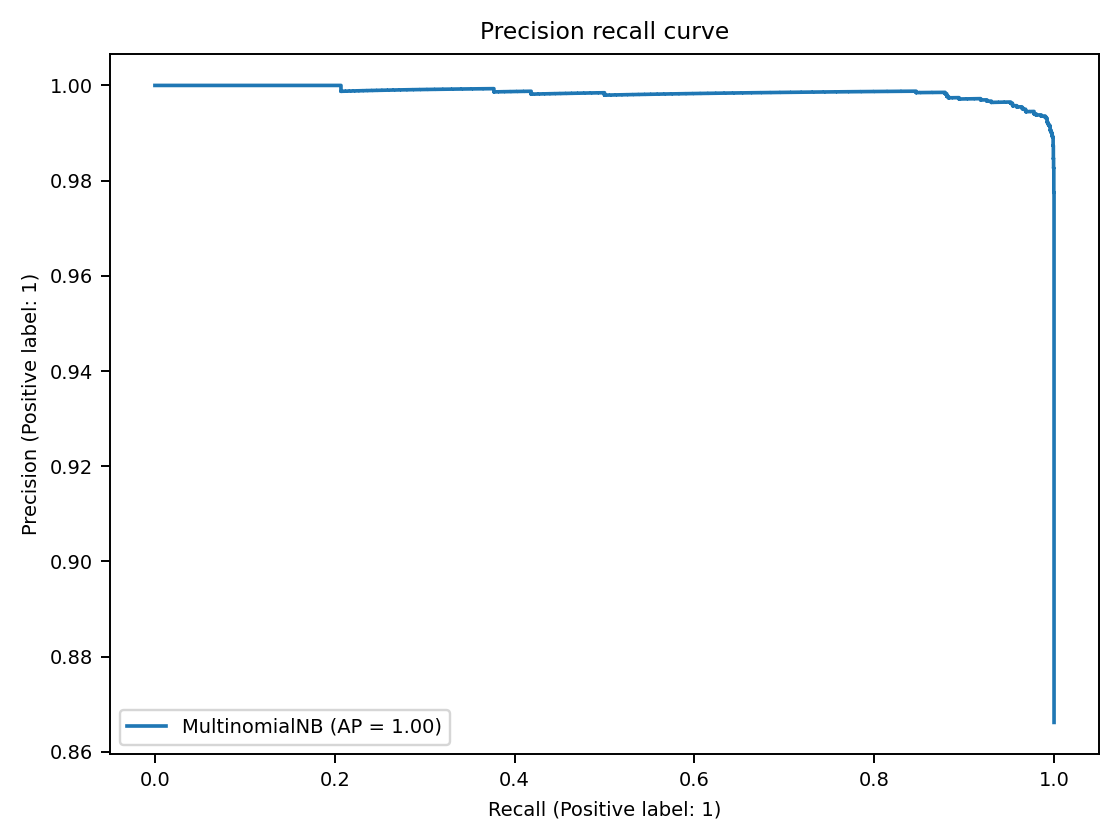 Precision recall curve
1.00
0.98
0.96
0.94
0.92
0.90
0.88
0.86
Precision (Positive label: 1)
MultinomialNB (AP = 1.00)
0.0 0.2 0.4 0.6 0.8 1.0
Recall (Positive label: 1)